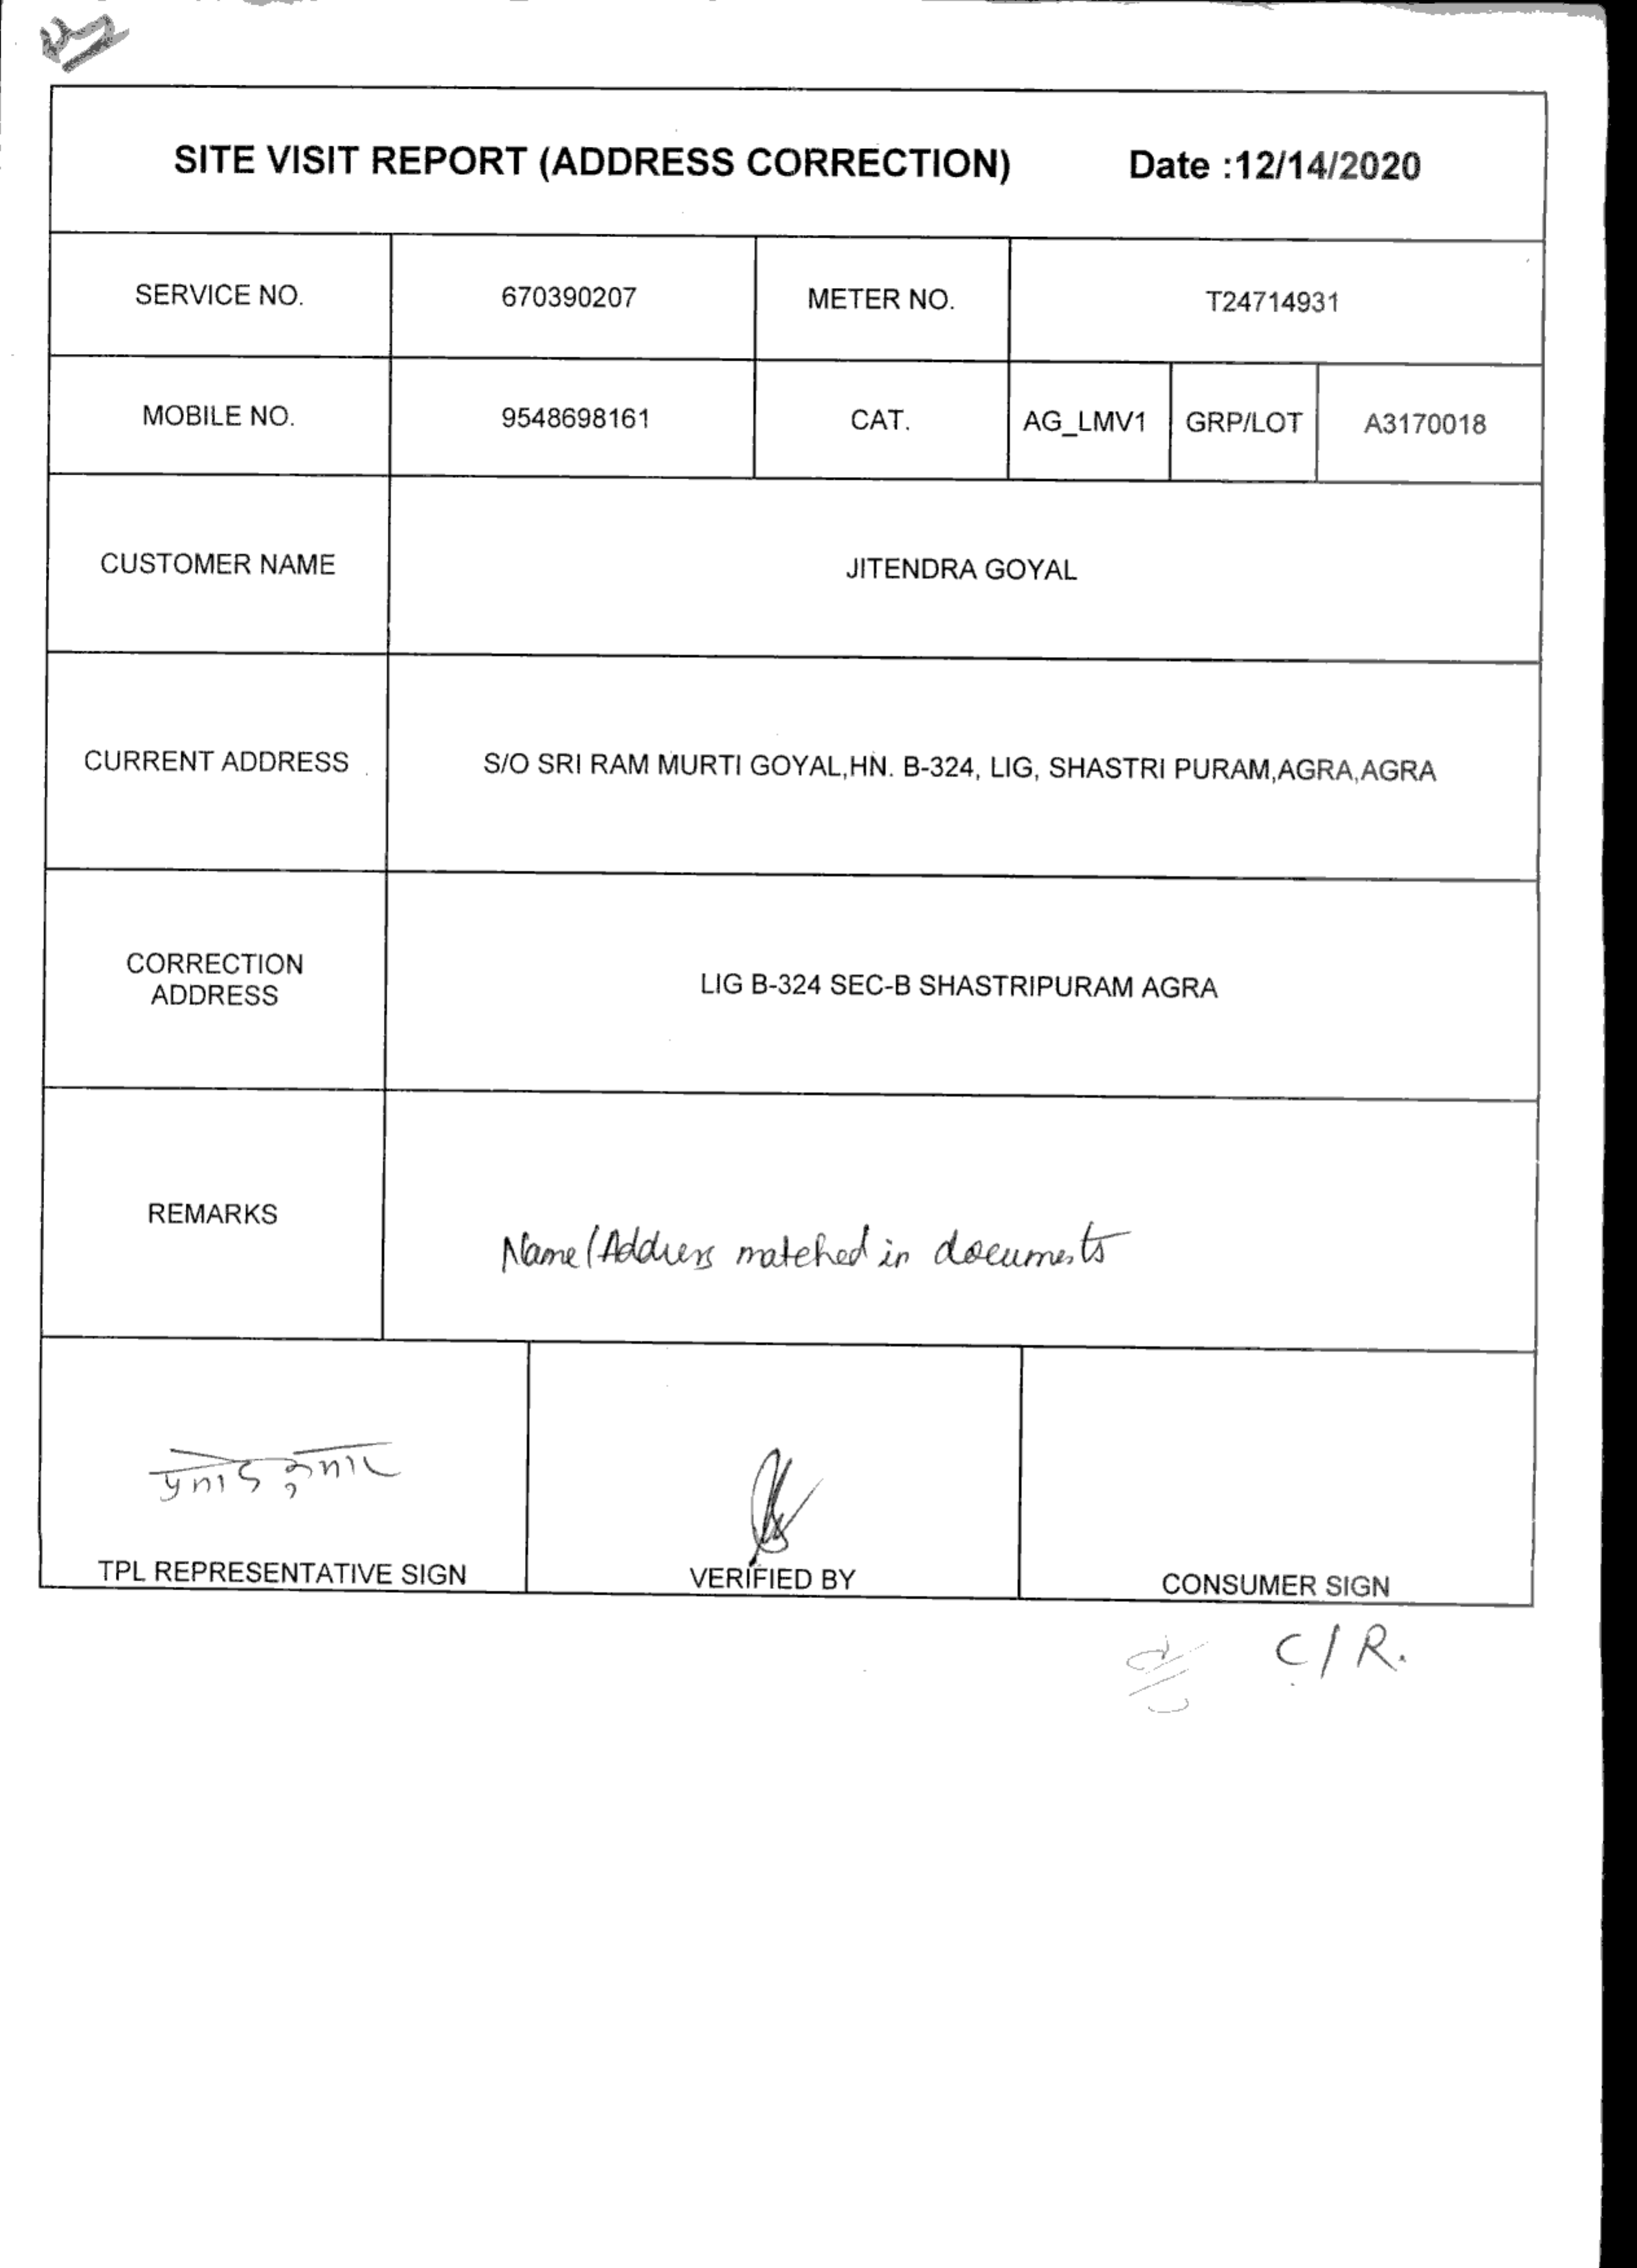 SITE VISIT REPORT (ADDRESS CORRECTION) Date :12/14/2020
SERVICE NO. 670390207 METER NO. T24714931
MOBILE NO. 9548698161 CAT. AG_LMV1 GRP/LOT A3170018
CUSTOMER NAME JITENDRA GOYAL
CURRENT ADDRESS S/O SRI RAM MURTI GOYAL,HN. B-324, LIG, SHASTRI PURAM,AGRA,AGRA
CORRECTION
ADDRESS
LIG B-324 SEC-B SHASTRIPURAM AGRA
REMARKS
Name/Address matched in documents
कुमार
TPL REPRESENTATIVE SIGN VERIFIED BY CONSUMER SIGN
C/R.